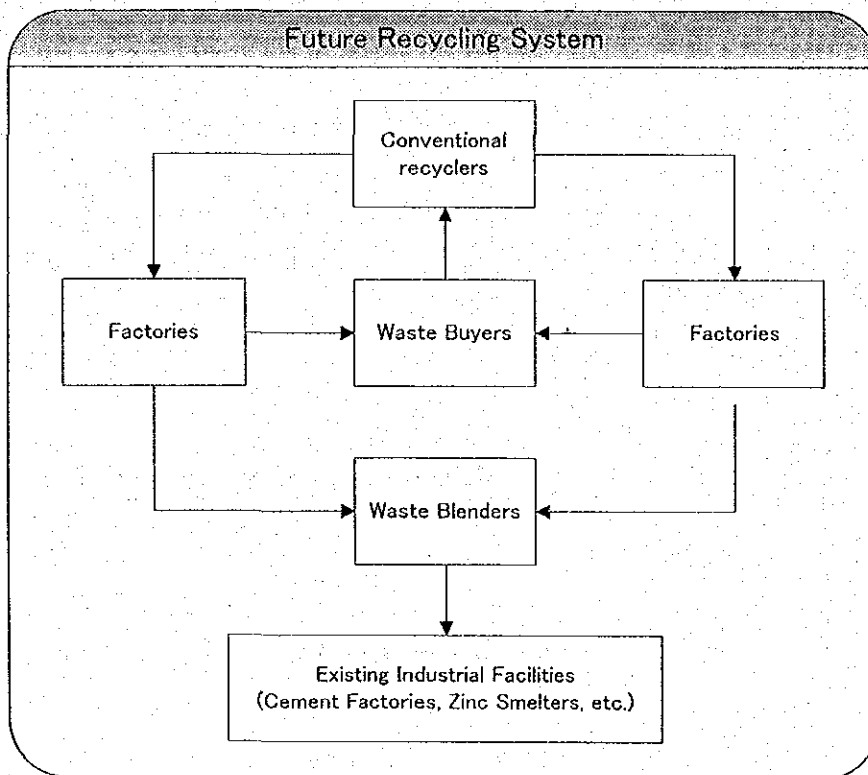 Future Recycling System
Conventional
recyclers
Factories
Waste Buyers
Factories
Waste Blenders
Existing Industrial Facilities
(Cement Factories, Zinc Smelters, etc.)